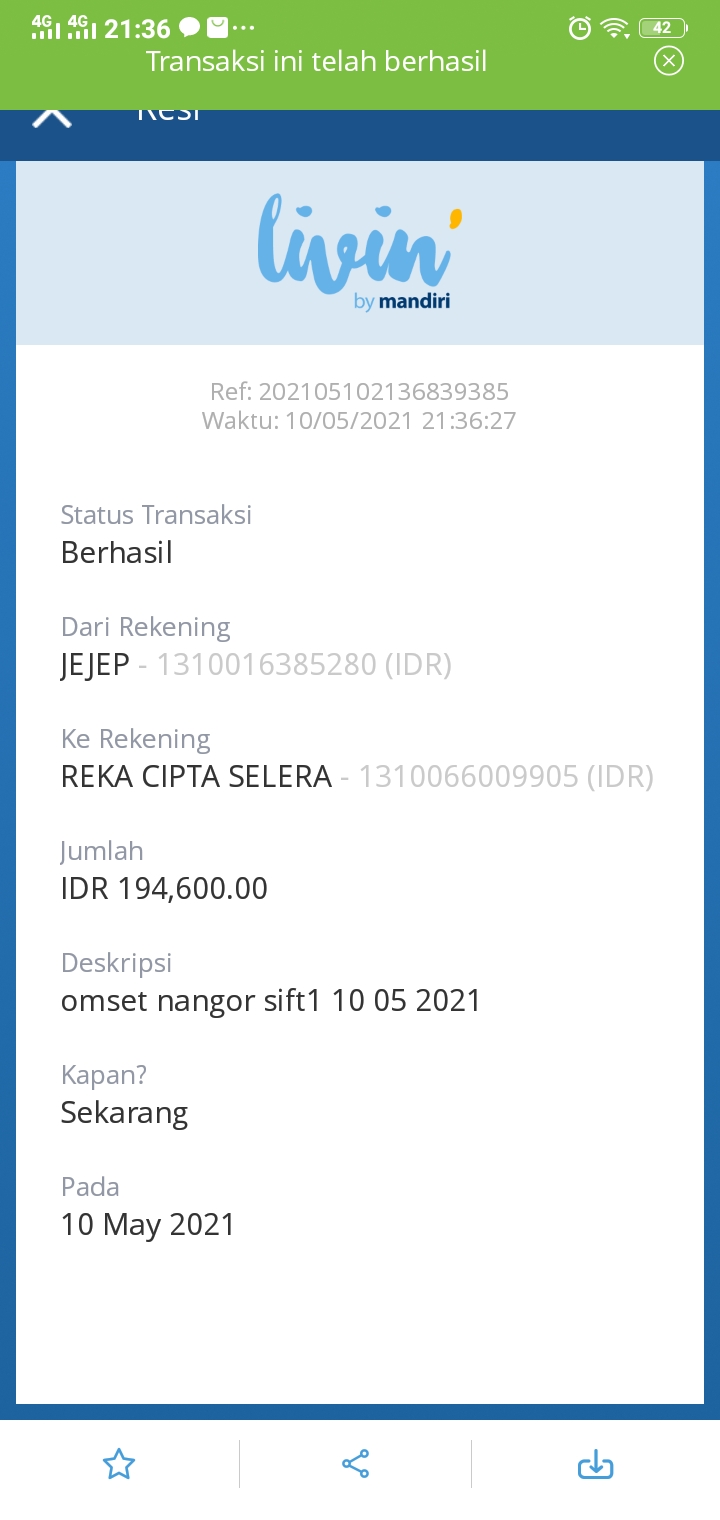 4G 4G 21:36 42
Transaksi ini telah berhasil
Resi
livin'
by mandiri
Ref: 202105102136839385
Waktu: 10/05/2021 21:36:27
Status Transaksi
Berhasil
Dari Rekening
JEJEP - 1310016385280 (IDR)
Ke Rekening
REKA CIPTA SELERA - 1310066009905 (IDR)
Jumlah
IDR 194,600.00
Deskripsi
omset nangor sift1 10 05 2021
Kapan?
Sekarang
Pada
10 May 2021